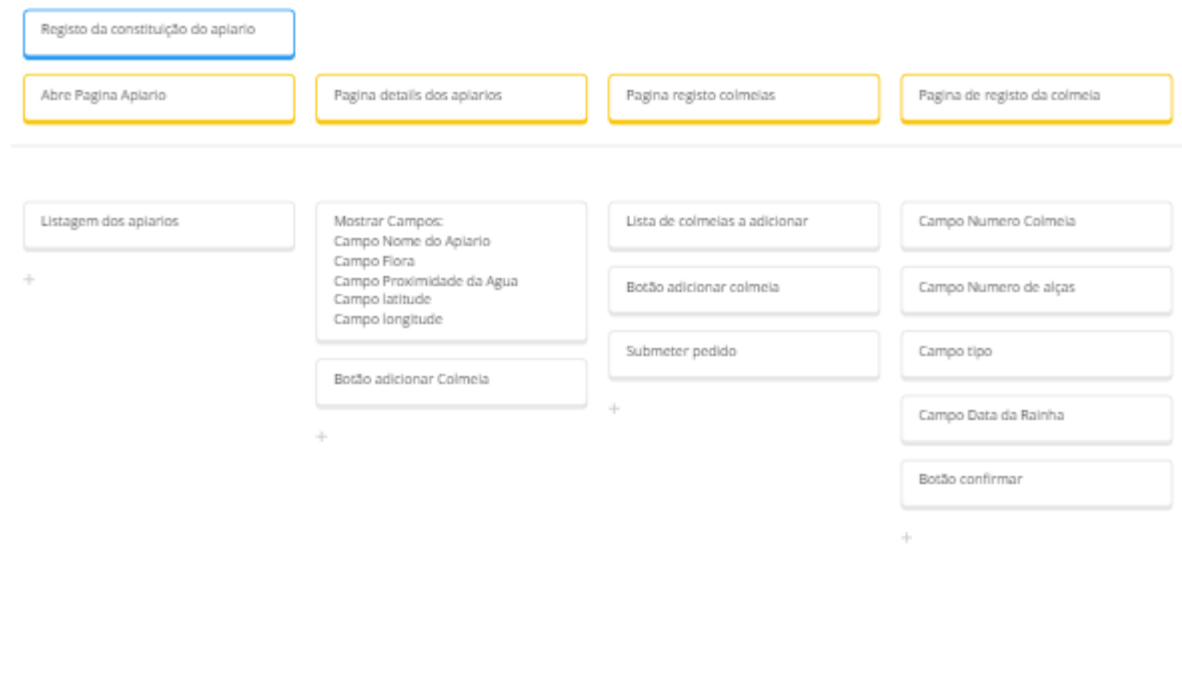 Registo da constituição do apiario
Abre Pagina Apiario
Pagina details dos apiarios
Pagina registo colmeias
Pagina de registo da colmeia
Listagem dos apiarios
+
Mostrar Campos:
Campo Nome do Apiario
Campo Flora
Campo Proximidade da Agua
Campo latitude
Campo longitude
Botão adicionar Colmeia
+
Lista de colmeias a adicionar
Botão adicionar colmeia
Submeter pedido
+
Campo Numero Colmeia
Campo Numero de alças
Campo tipo
Campo Data da Rainha
Botão confirmar
+